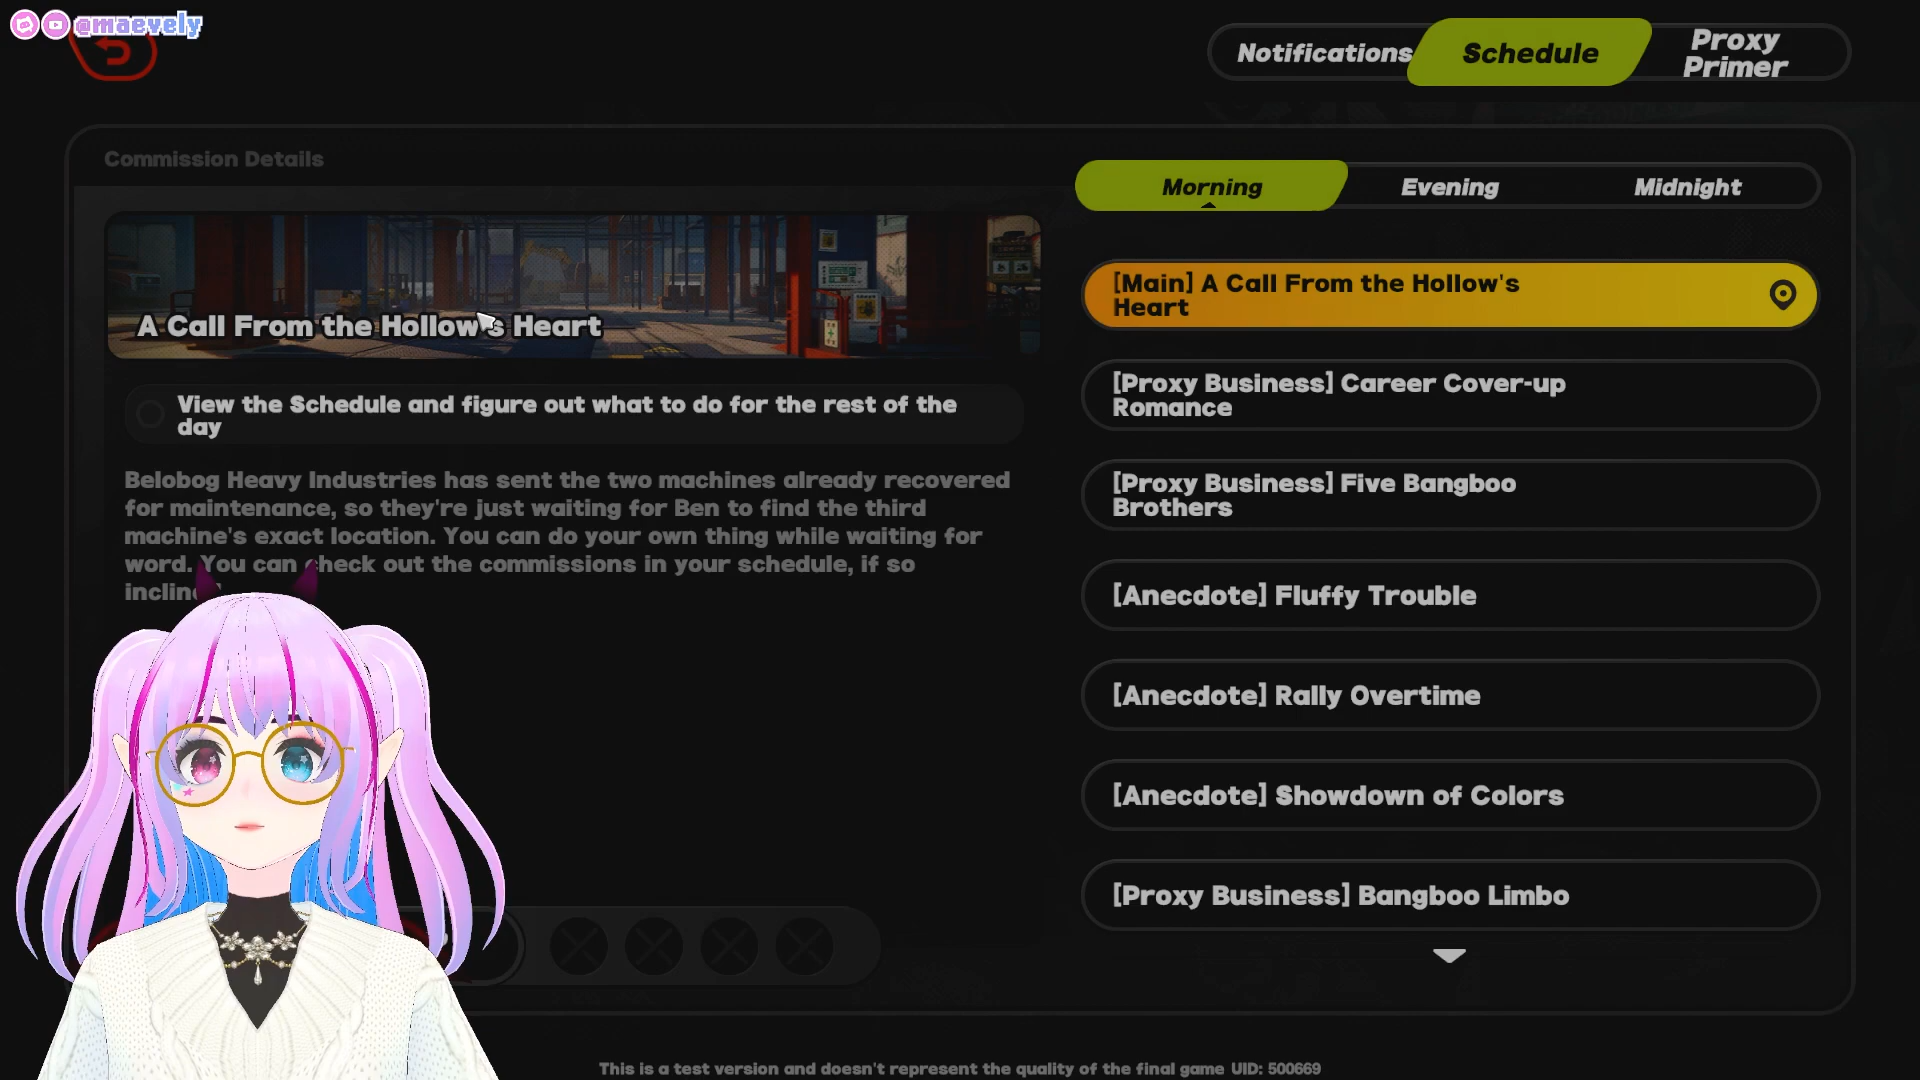 @maevely
Notifications
Schedule
Proxy
Primer
Commission Details
A Call From the Hollow's Heart
View the Schedule and figure out what to do for the rest of the
day
Belobog Heavy Industries has sent the two machines already recovered
for maintenance, so they're just waiting for Ben to find the third
machine's exact location. You can do your own thing while waiting for
word. You can check out the commissions in your schedule, if so
Morning
Evening
Midnight
[Main] A Call From the Hollow's
Heart
[Proxy Business] Career Cover-up
Romance
[Proxy Business] Five Bangboo
Brothers
[Anecdote] Fluffy Trouble
[Anecdote] Rally Overtime
[Anecdote] Showdown of Colors
[Proxy Business] Bangboo Limbo
This is a test version and doesn't represent the quality of the final game UID: 500669